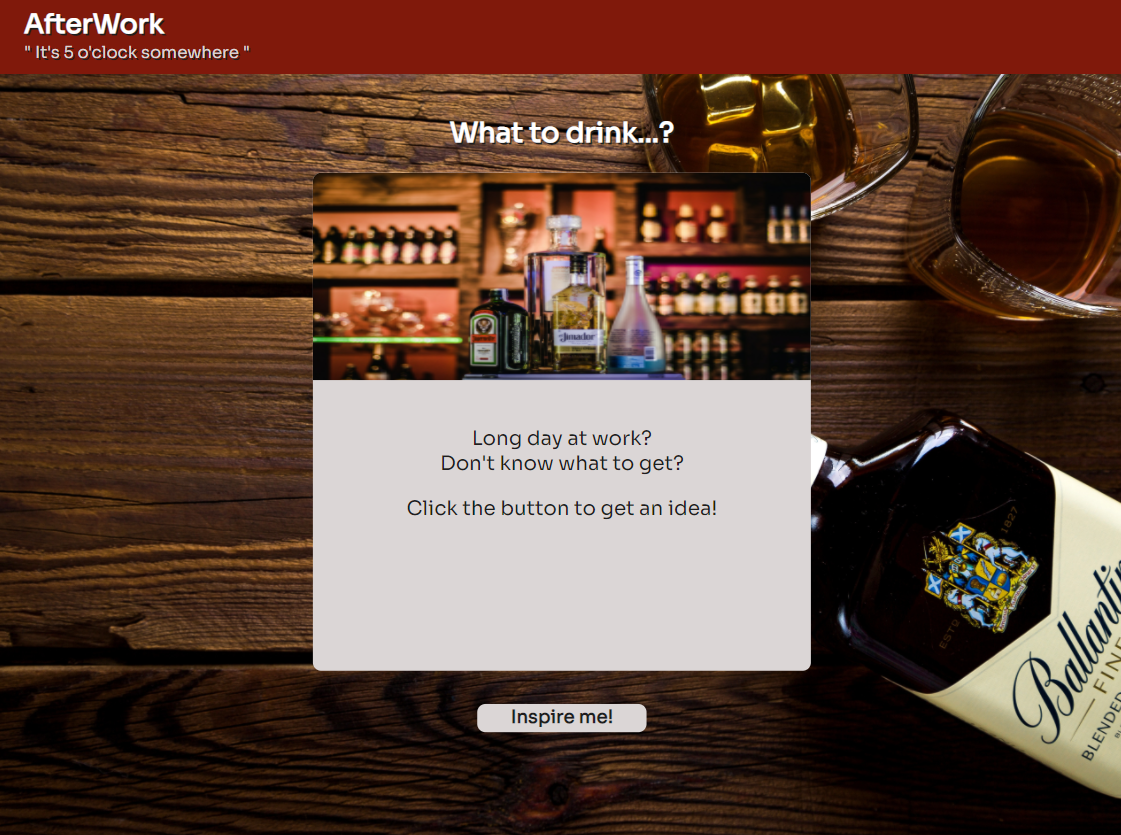 AfterWork
" It's 5 o'clock somewhere "
What to drink...?
Jimador
Long day at work?
Don't know what to get?
Click the button to get an idea!
ESTD 1827
FINE
BLENDED
Inspire me!